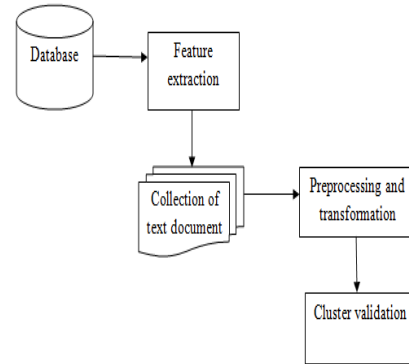 Database
Feature
extraction
Collection of
text document
Preprocessing and
transformation
Cluster validation